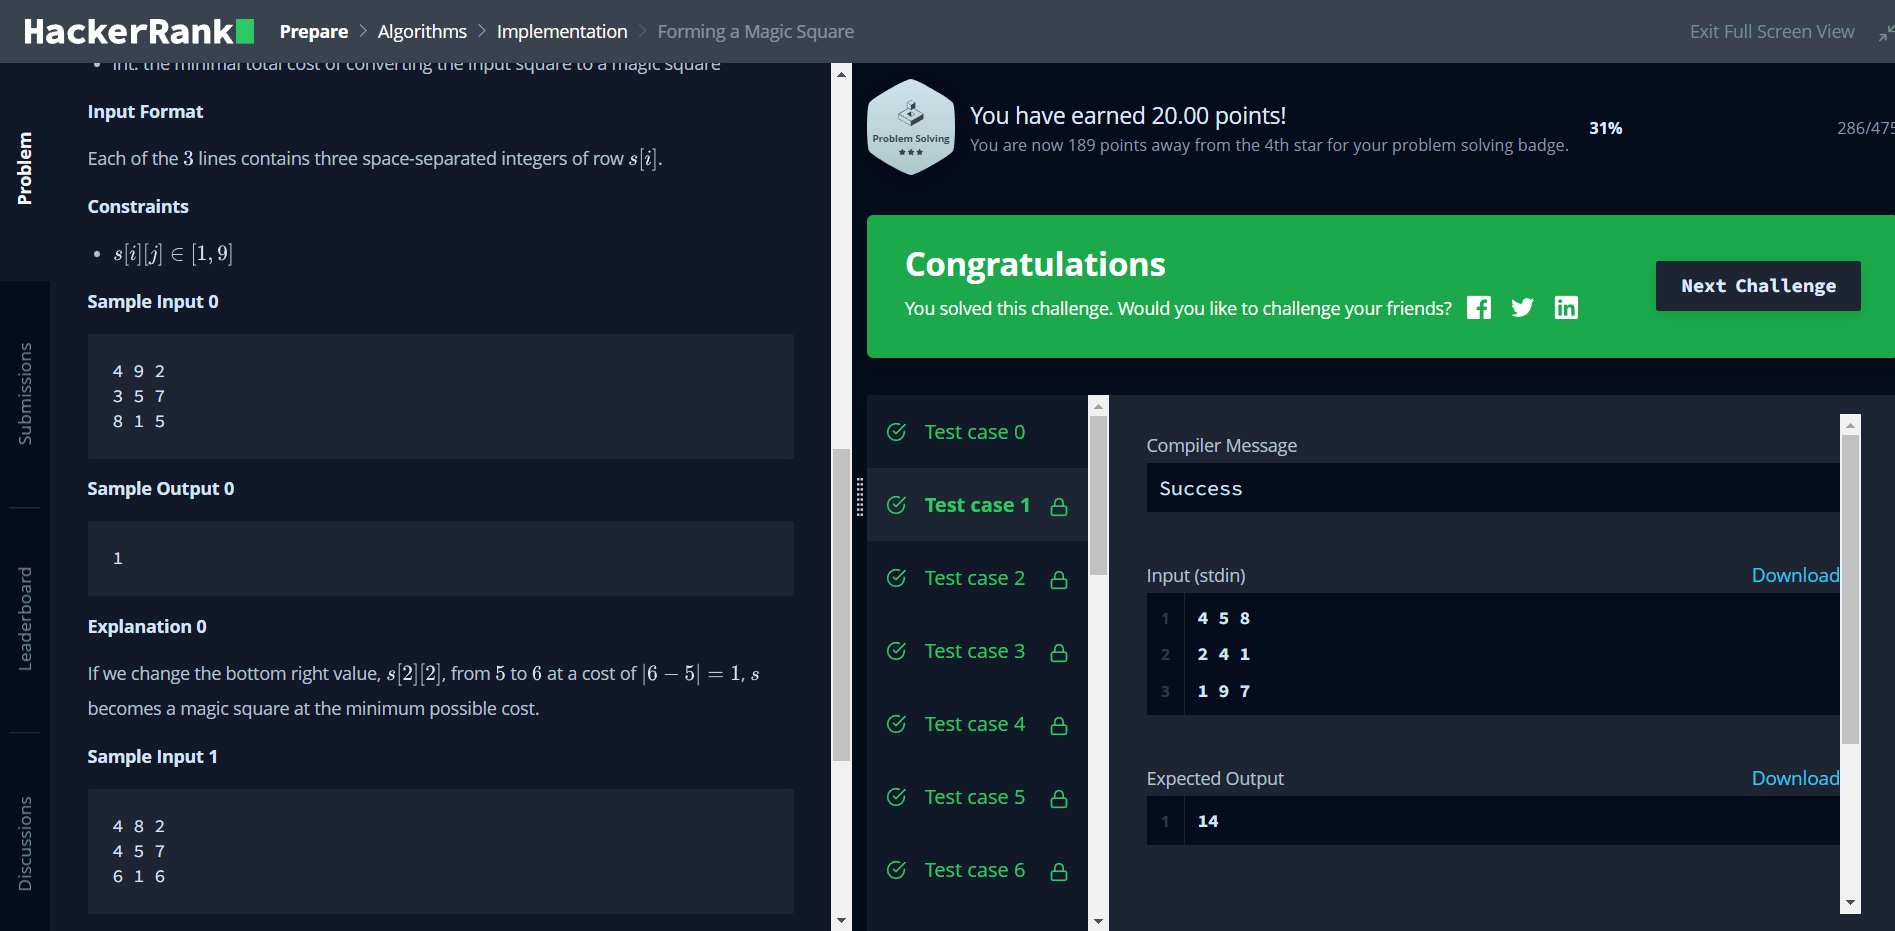 HackerRank
Prepare > Algorithms > Implementation > Forming a Magic Square
Exit Full Screen View
Problem
Submissions
Leaderboard
Discussions
• int: the minimal total cost of converting the input square to a magic square
Input Format
Each of the 3 lines contains three space-separated integers of row s[i].
Constraints
• s[i][j] ∈ [1, 9]
Sample Input 0
4 9 2
3 5 7
8 1 5
Sample Output 0
1
Explanation 0
If we change the bottom right value, s[2][2], from 5 to 6 at a cost of |6 − 5| = 1, s
becomes a magic square at the minimum possible cost.
Sample Input 1
4 8 2
4 5 7
6 1 6
Problem Solving
You have earned 20.00 points!
You are now 189 points away from the 4th star for your problem solving badge.
31%
286/475
Congratulations
You solved this challenge. Would you like to challenge your friends?
Next Challenge
Test case 0
Test case 1
Test case 2
Test case 3
Test case 4
Test case 5
Test case 6
Compiler Message
Success
Input (stdin)
Download
1 4 5 8
2 2 4 1
3 1 9 7
Expected Output
Download
1 14